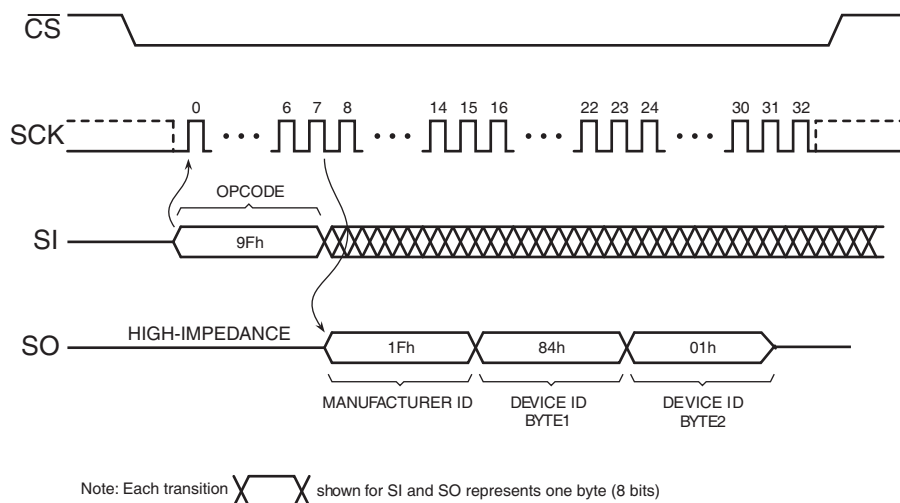 CS
0 6 7 8 14 15 16 22 23 24 30 31 32
SCK
OPCODE
SI
9Fh
HIGH-IMPEDANCE
SO
1Fh 84h 01h
MANUFACTURER ID
DEVICE ID
BYTE1
DEVICE ID
BYTE2
Note: Each transition shown for SI and SO represents one byte (8 bits)